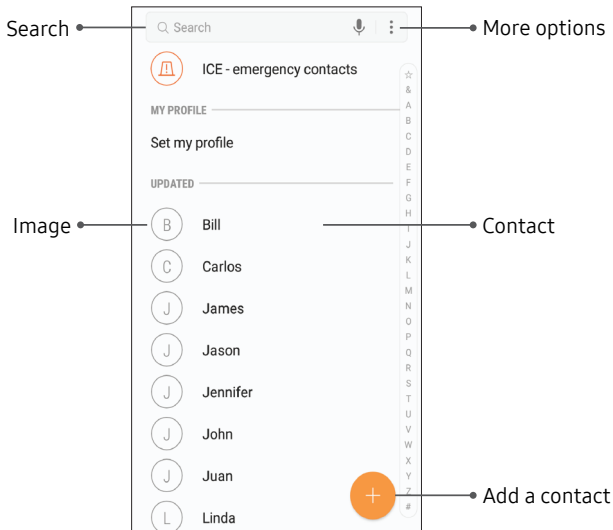 Search
Search
More options
ICE - emergency contacts
☆
&
A
B
C
D
E
F
G
H
I
J
K
L
M
N
O
P
Q
R
S
T
U
V
W
X
Y
Z
#
MY PROFILE
Set my profile
UPDATED
Image
B Bill
Contact
C Carlos
J James
J Jason
J Jennifer
J John
J Juan
+
Add a contact
L Linda